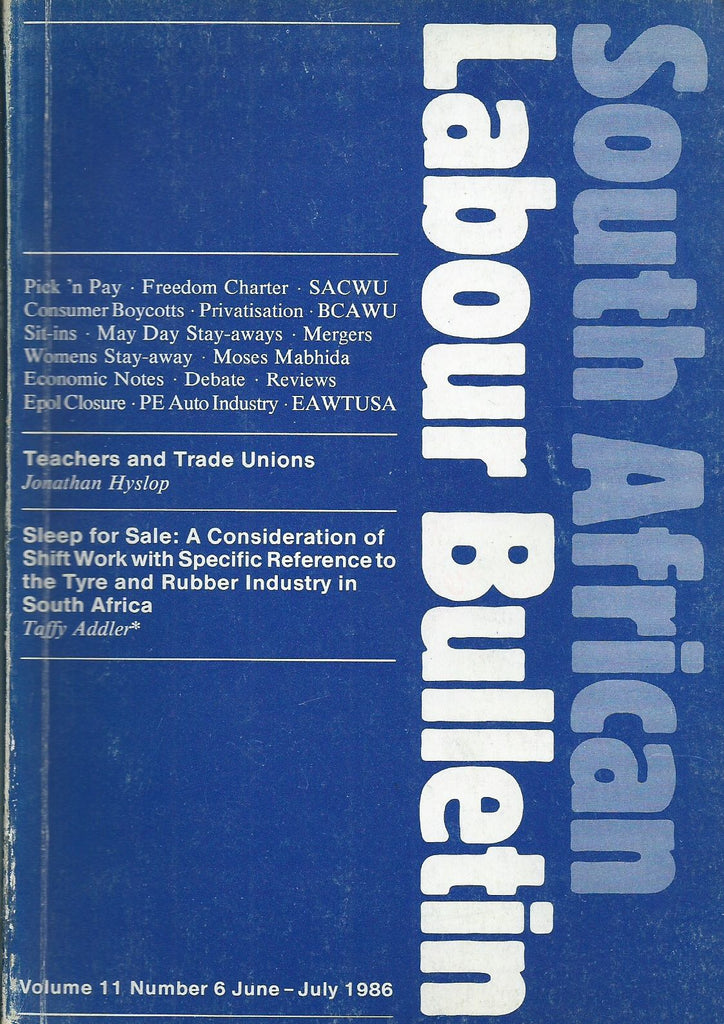 South African
Labour Bulletin
Pick 'n Pay · Freedom Charter · SACWU
Consumer Boycotts · Privatisation · BCAWU
Sit-ins · May Day Stay-aways · Mergers
Womens Stay-away · Moses Mabhida
Economic Notes · Debate · Reviews
Epol Closure · PE Auto Industry · EAWTUSA
Teachers and Trade Unions
Jonathan Hyslop
Sleep for Sale: A Consideration of
Shift Work with Specific Reference to
the Tyre and Rubber Industry in
South Africa
Taffy Addler*
Volume 11 Number 6 June – July 1986